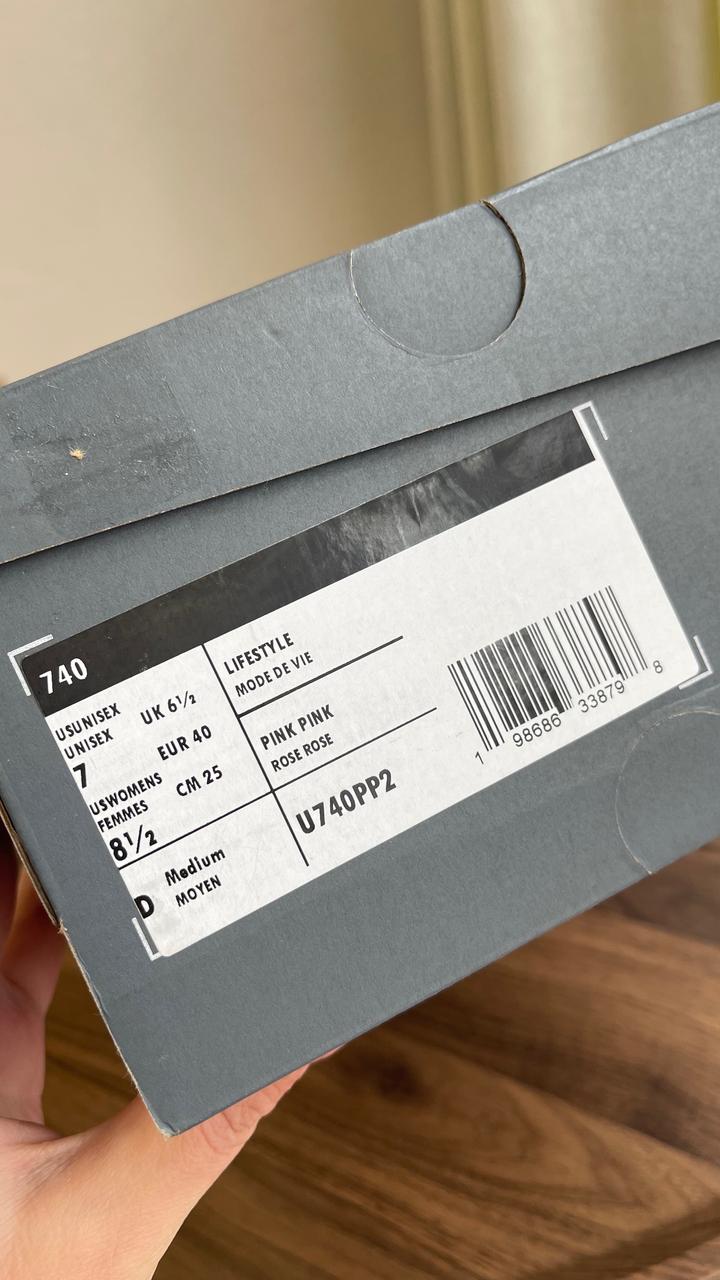 740
USUNISEX
UNISEX
7
UK 6½
EUR 40
USWOMENS
FEMMES
8½
CM 25
D
Medium
MOYEN
LIFESTYLE
MODE DE VIE
PINK PINK
ROSE ROSE
U740PP2
1 98686 33879 8